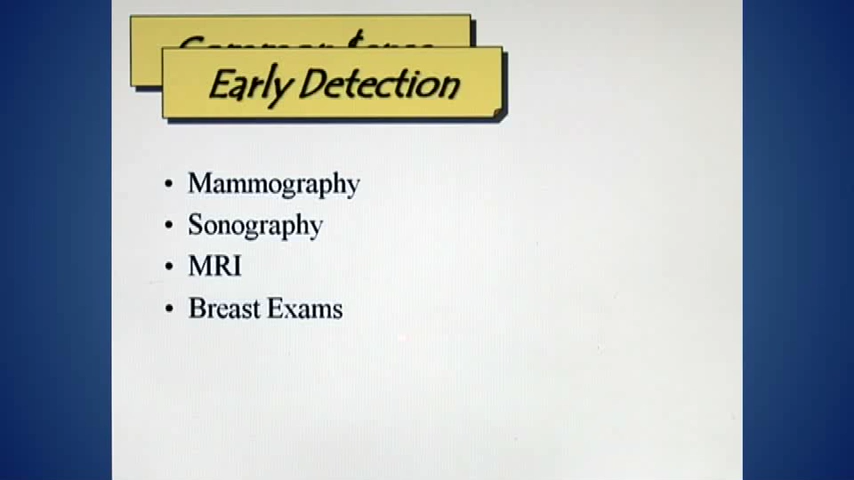 Early Detection
• Mammography
• Sonography
• MRI
• Breast Exams